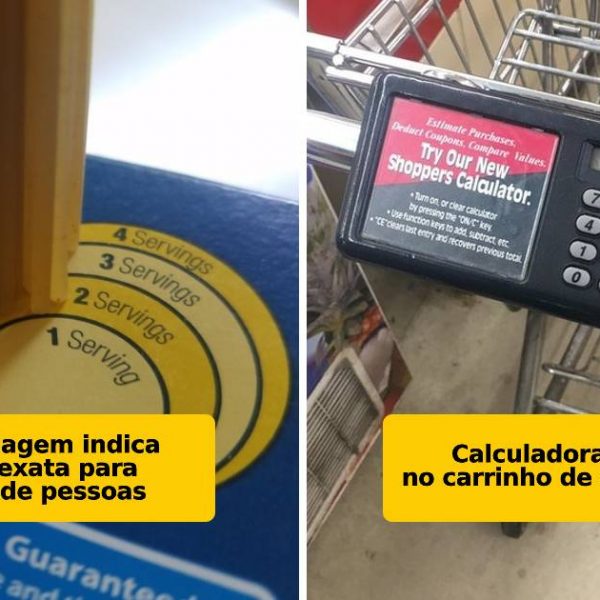 4 Servings
3 Servings
2 Servings
1 Serving
agem indica
exata para
de pessoas
Guarantee
Estimate Purchases,
Deduct Coupons, Compare Values.
Try Our New
Shoppers Calculator.
• Turn on, or clear calculator
by pressing the "ON/C" key.
• Use function keys to add, subtract, etc.
• "CE" clears last entry and recovers previous total.
7
4
1
0
Calculadora
no carrinho de